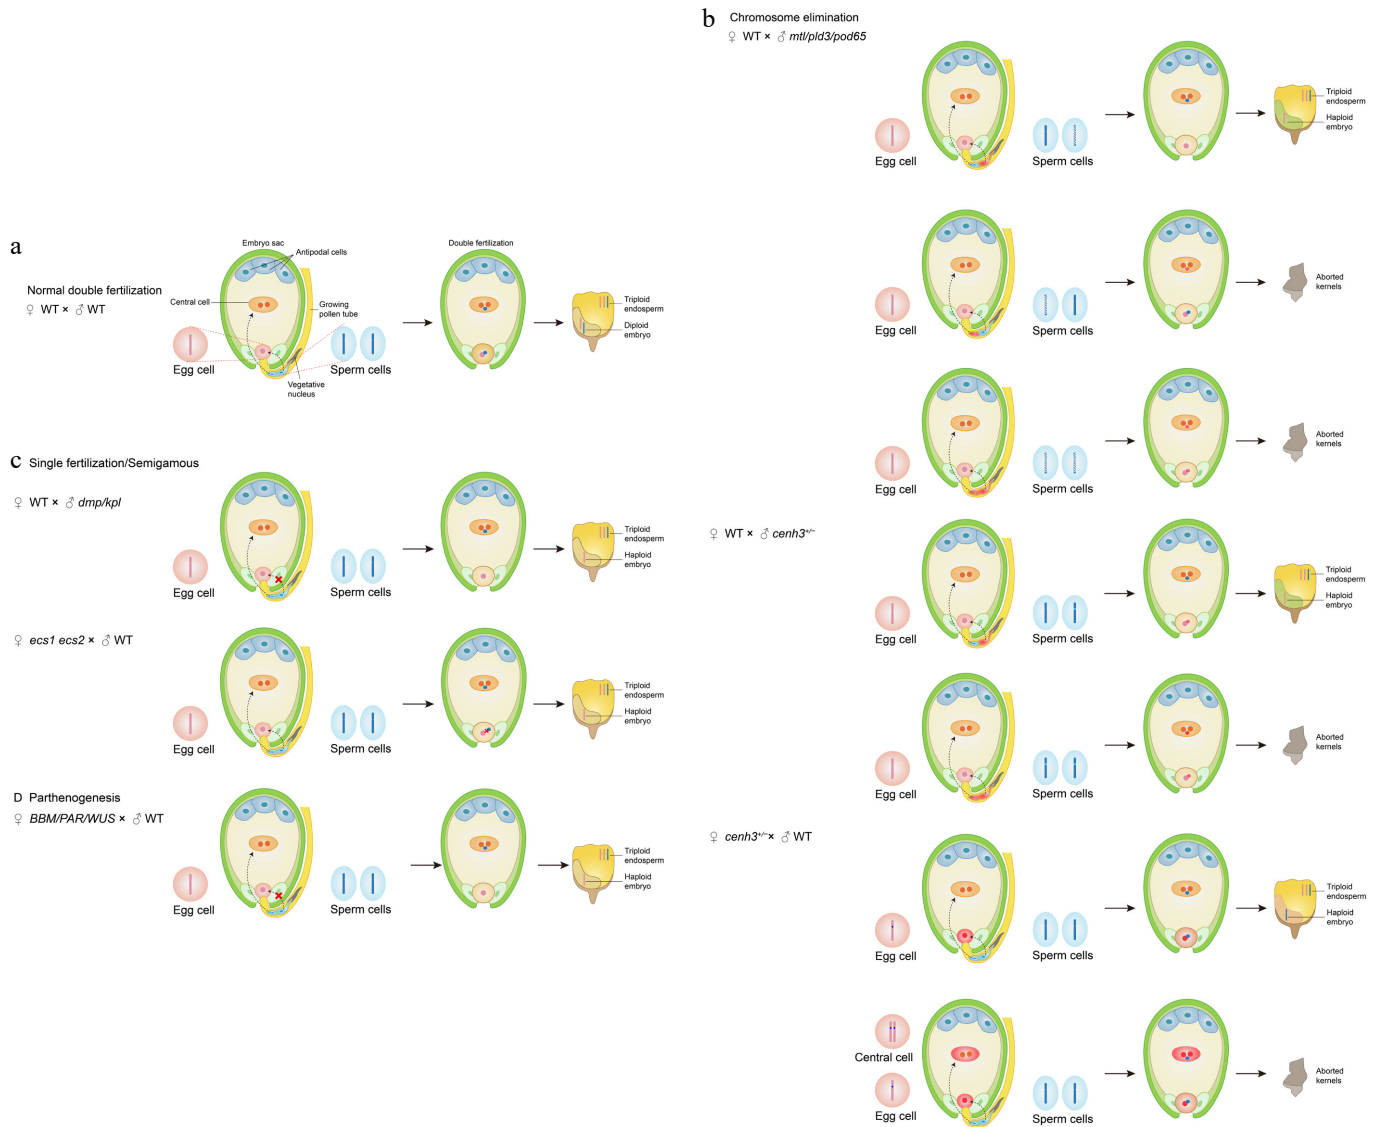 a
Normal double fertilization
♀ WT × ♂ WT
Embryo sac
Antipodal cells
Central cell
Growing
pollen tube
Egg cell
Vegetative
nucleus
Sperm cells
Double fertilization
Triploid
endosperm
Diploid
embryo
b Chromosome elimination
♀ WT × ♂ mtl/pld3/pod65
Egg cell
Sperm cells
Triploid
endosperm
Haploid
embryo
Egg cell
Sperm cells
Aborted
kernels
Egg cell
Sperm cells
Aborted
kernels
♀ WT × ♂ cenh3+/−
Egg cell
Sperm cells
Triploid
endosperm
Haploid
embryo
Egg cell
Sperm cells
Aborted
kernels
♀ cenh3+/−× ♂ WT
Egg cell
Sperm cells
Triploid
endosperm
Haploid
embryo
Central cell
Egg cell
Sperm cells
Aborted
kernels
c Single fertilization/Semigamous
♀ WT × ♂ dmp/kpl
Egg cell
Sperm cells
Triploid
endosperm
Haploid
embryo
♀ ecs1 ecs2 × ♂ WT
Egg cell
Sperm cells
Triploid
endosperm
Haploid
embryo
D Parthenogenesis
♀ BBM/PAR/WUS × ♂ WT
Egg cell
Sperm cells
Triploid
endosperm
Haploid
embryo